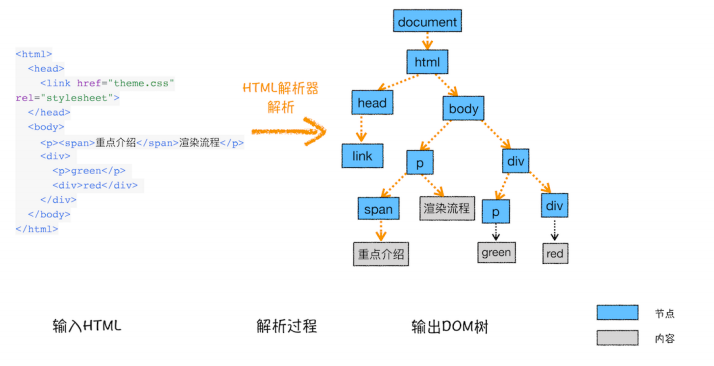 <html>
<head>
<link href="theme.css"
rel="stylesheet">
</head>
<body>
<p><span>重点介绍</span>渲染流程</p>
<div>
<p>green</p>
<div>red</div>
</div>
</body>
</html>
HTML解析器
解析
document
html
head
body
link
p
div
span
渲染流程
p
div
重点介绍
green
red
输入HTML
解析过程
输出DOM树
节点
内容